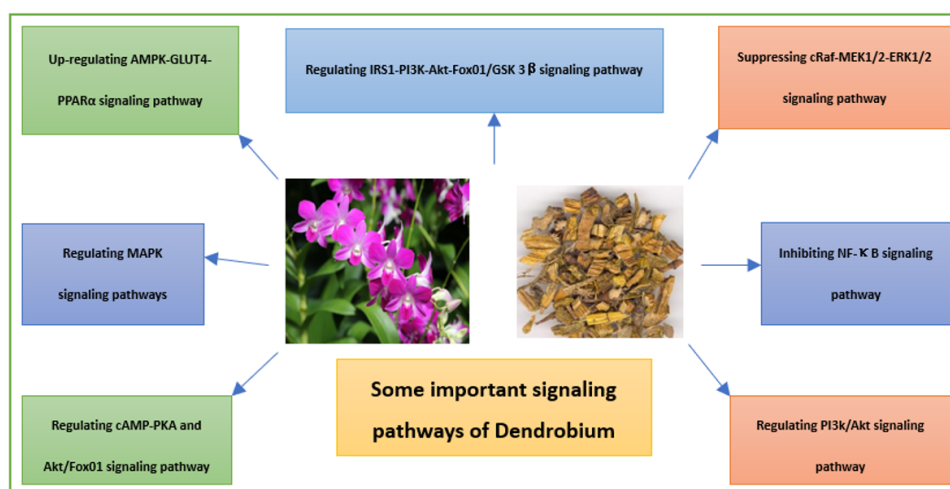 Up-regulating AMPK-GLUT4-
PPARα signaling pathway
Regulating IRS1-PI3K-Akt-Fox01/GSK 3β signaling pathway
Suppressing cRaf-MEK1/2-ERK1/2
signaling pathway
Regulating MAPK
signaling pathways
Inhibiting NF-κB signaling
pathway
Some important signaling
pathways of Dendrobium
Regulating cAMP-PKA and
Akt/Fox01 signaling pathway
Regulating PI3k/Akt signaling
pathway